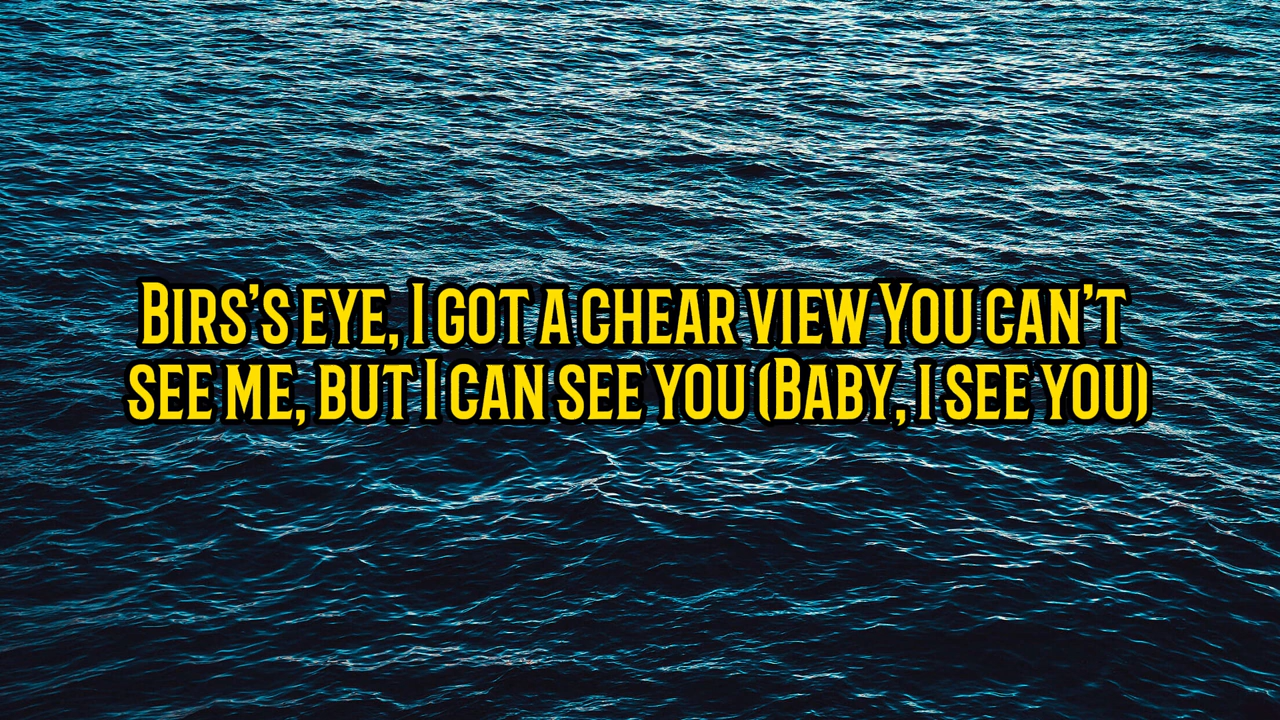 Birs's eye, I got a chear view You can't
see me, but I can see you (Baby, i see you)